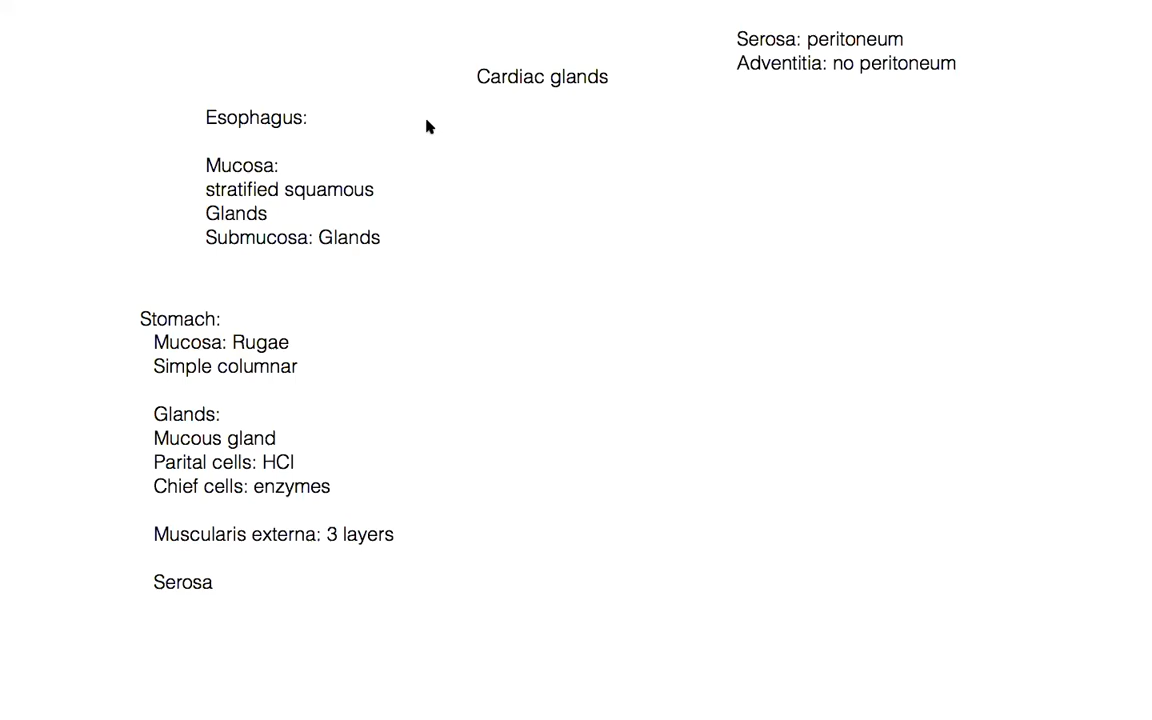 Serosa: peritoneum
Adventitia: no peritoneum
Cardiac glands
Esophagus:
Mucosa:
stratified squamous
Glands
Submucosa: Glands
Stomach:
Mucosa: Rugae
Simple columnar
Glands:
Mucous gland
Parital cells: HCl
Chief cells: enzymes
Muscularis externa: 3 layers
Serosa